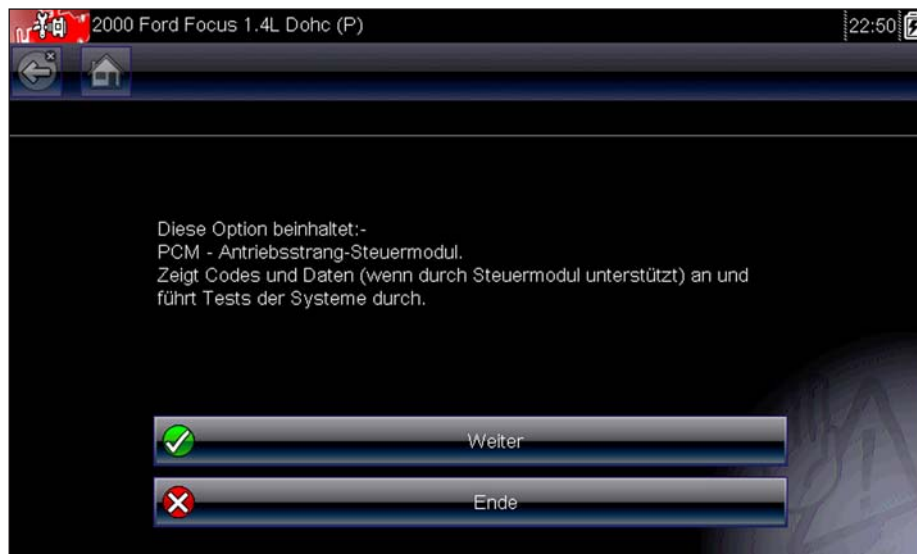 2000 Ford Focus 1.4L Dohc (P)
22:50
Diese Option beinhaltet:-
PCM - Antriebsstrang-Steuermodul.
Zeigt Codes und Daten (wenn durch Steuermodul unterstützt) an und
führt Tests der Systeme durch.
Weiter
Ende